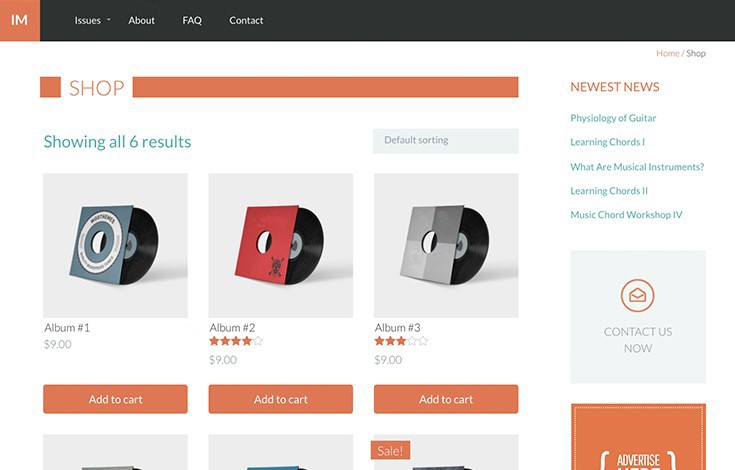 IM
Issues
About
FAQ
Contact
Home / Shop
SHOP
NEWEST NEWS
Physiology of Guitar
Learning Chords I
What Are Musical Instruments?
Learning Chords II
Music Chord Workshop IV
Showing all 6 results
Default sorting
WOOTHEMES
Album #1
$9.00
Add to cart
Album #2
$9.00
Add to cart
Album #3
$9.00
Add to cart
CONTACT US
NOW
Sale!
ADVERTISE
HERE